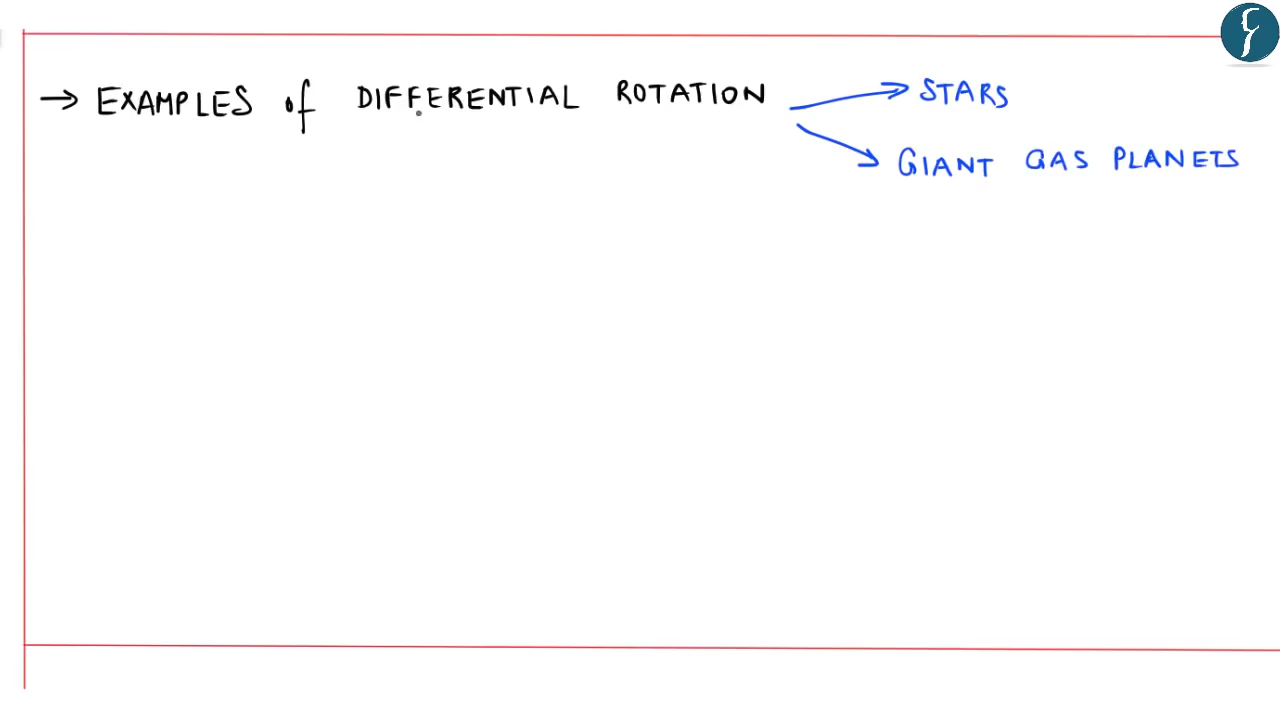 → EXAMPLES of DIFFERENTIAL ROTATION → STARS
→ GIANT GAS PLANETS